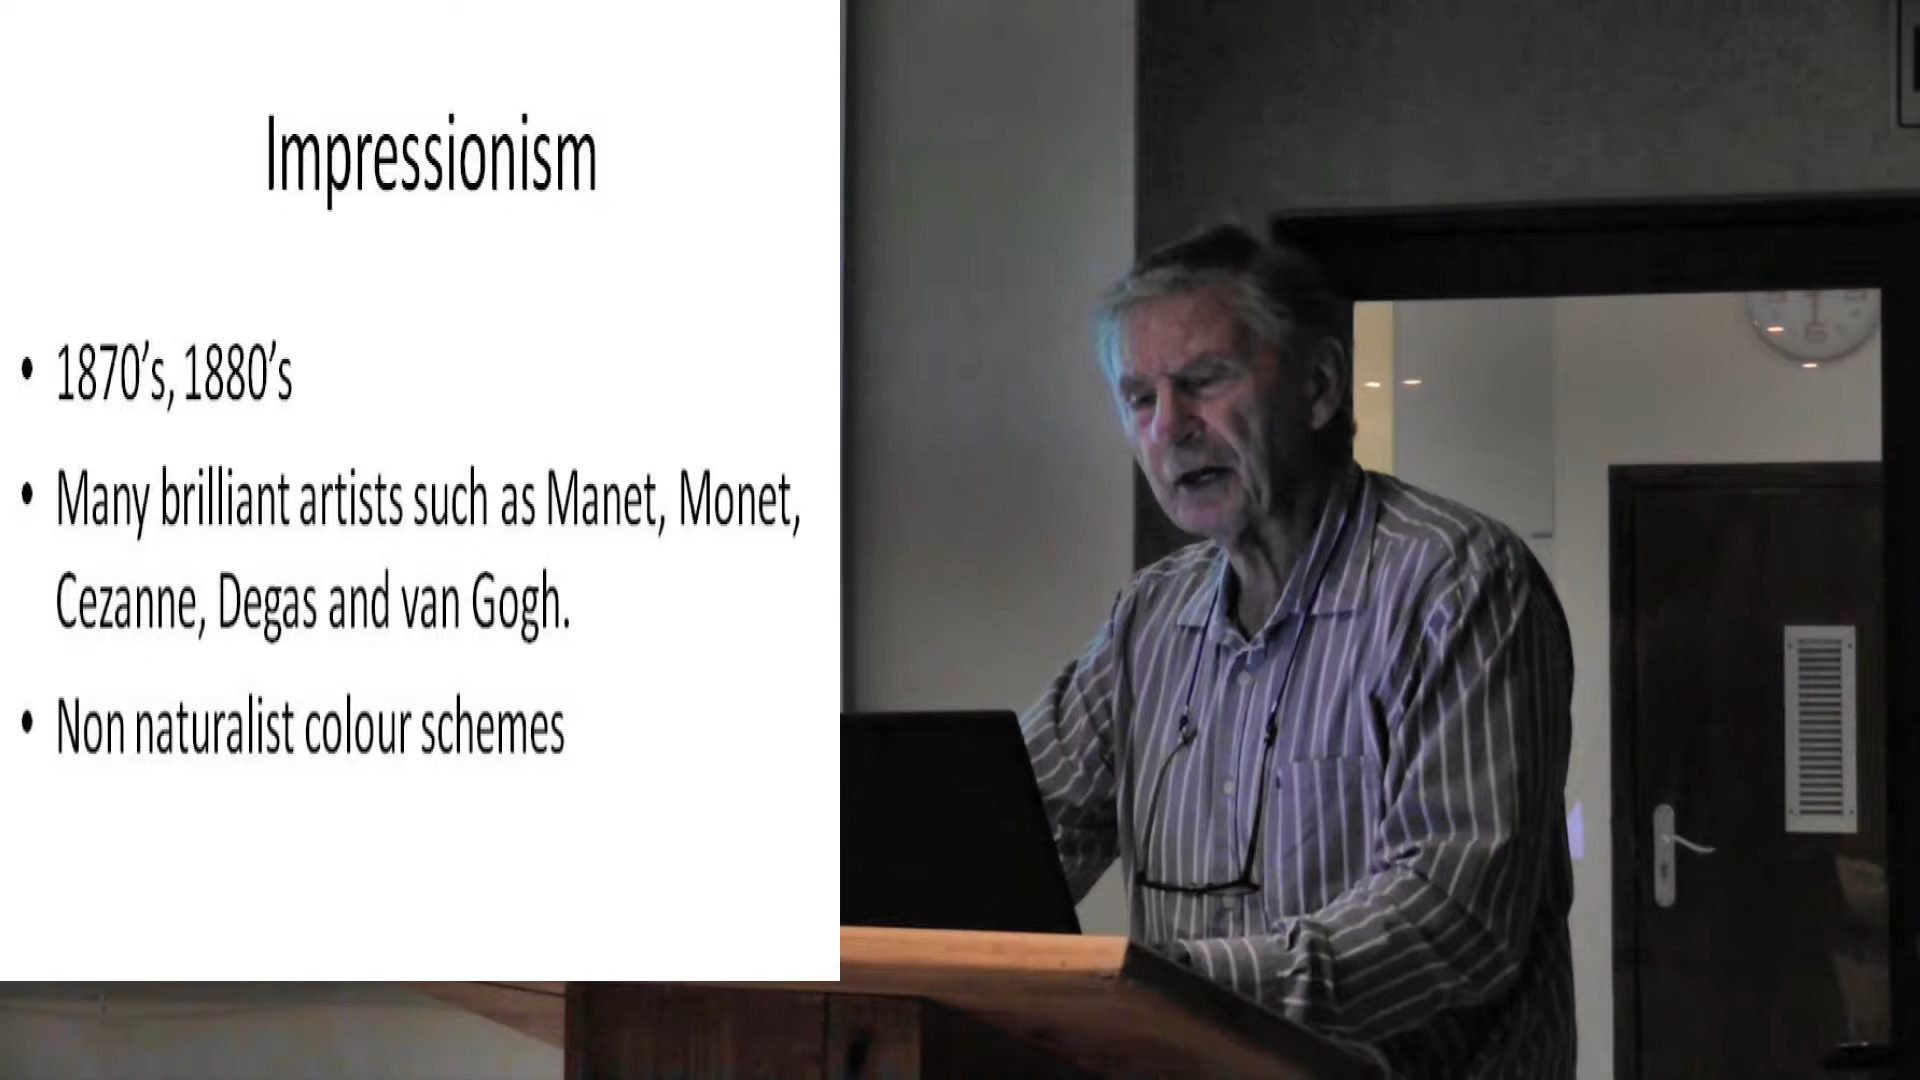 Impressionism
• 1870’s, 1880’s
• Many brilliant artists such as Manet, Monet,
Cezanne, Degas and van Gogh.
• Non naturalist colour schemes